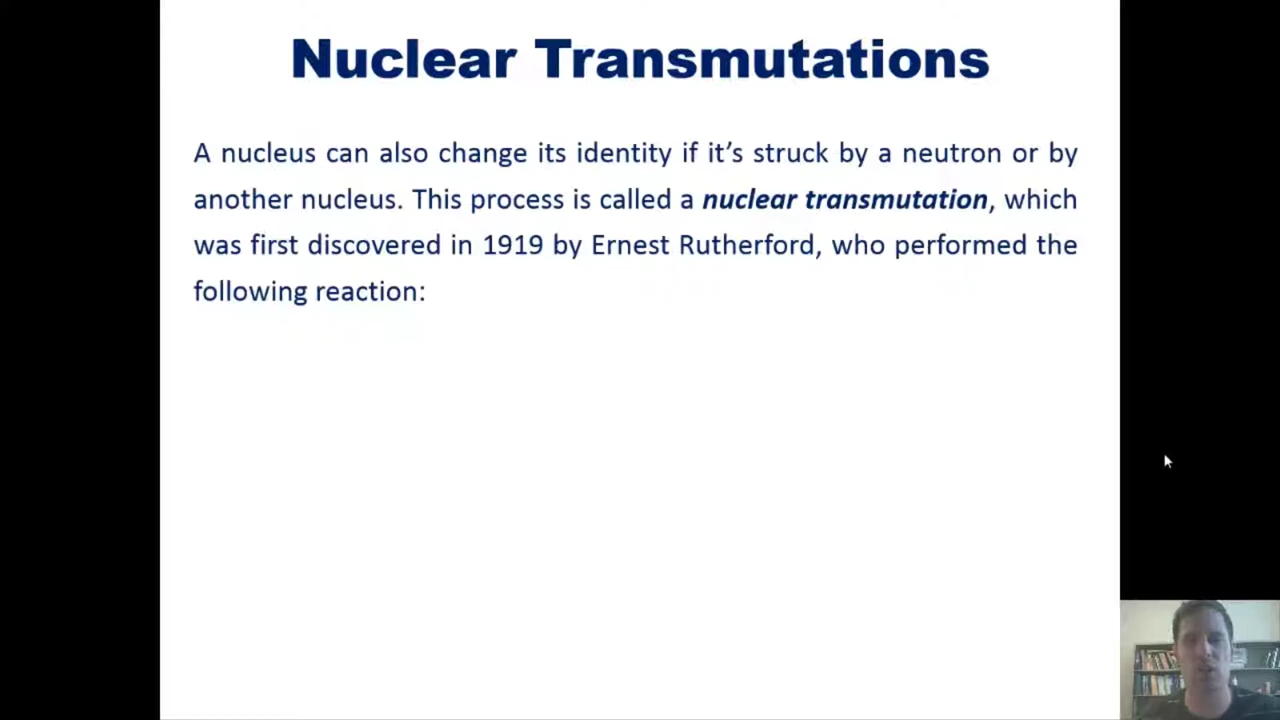 Nuclear Transmutations
A nucleus can also change its identity if it’s struck by a neutron or by
another nucleus. This process is called a nuclear transmutation, which
was first discovered in 1919 by Ernest Rutherford, who performed the
following reaction: